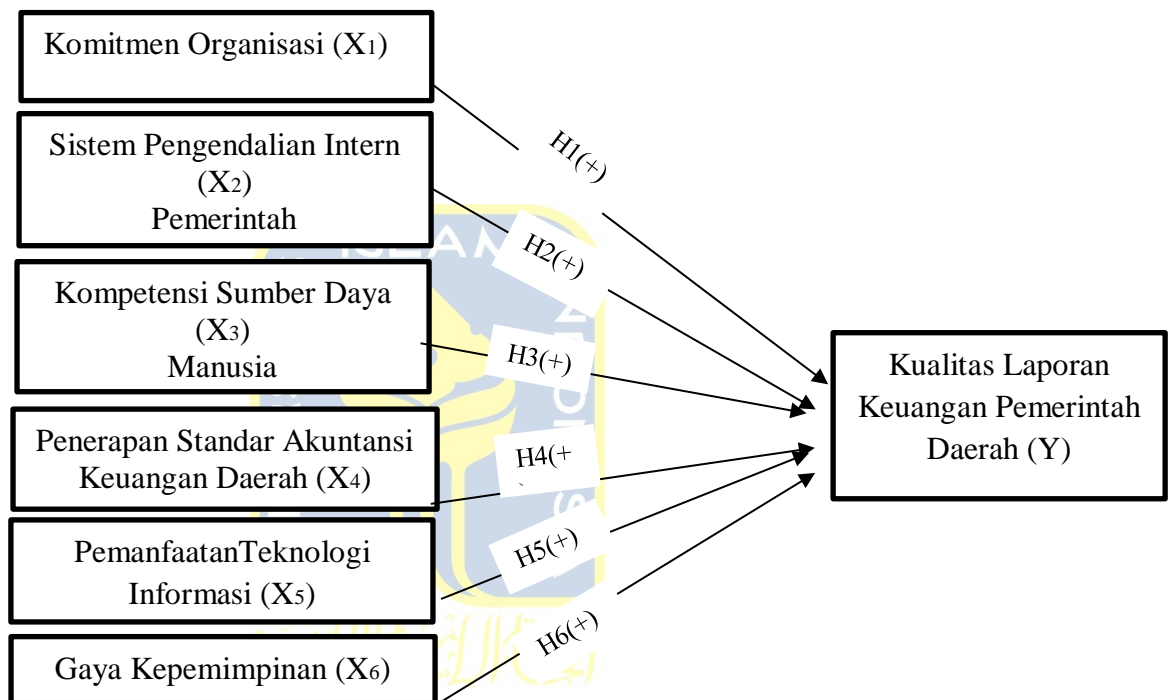 Komitmen Organisasi (X1)
Sistem Pengendalian Intern
(X2)
Pemerintah
Kompetensi Sumber Daya
(X3)
Manusia
Penerapan Standar Akuntansi
Keuangan Daerah (X4)
PemanfaatanTeknologi
Informasi (X5)
Gaya Kepemimpinan (X6)
H1(+)
H2(+)
H3(+)
H4(+
H5(+)
H6(+)
Kualitas Laporan
Keuangan Pemerintah
Daerah (Y)
ISLAM